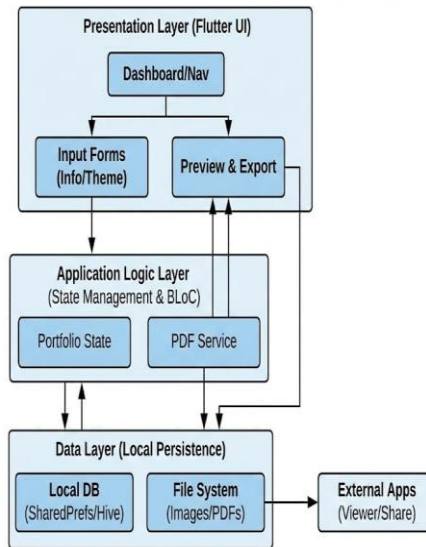 Presentation Layer (Flutter UI)
Dashboard/Nav
Input Forms
(Info/Theme)
Preview & Export
Application Logic Layer
(State Management & BLoC)
Portfolio State
PDF Service
Data Layer (Local Persistence)
Local DB
(SharedPrefs/Hive)
File System
(Images/PDFs)
External Apps
(Viewer/Share)